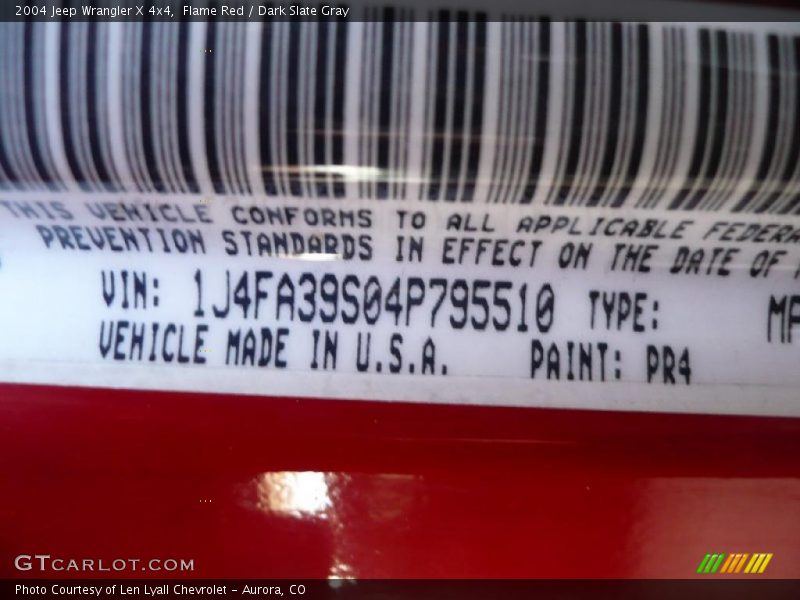 2004 Jeep Wrangler X 4x4, Flame Red / Dark Slate Gray
THIS VEHICLE CONFORMS TO ALL APPLICABLE
PREVENTION STANDARDS IN EFFECT ON THE DATE OF
VIN: 1J4FA39S04P795510 TYPE:
VEHICLE MADE IN U.S.A. PAINT: PR4
GTCARLOT.COM
Photo Courtesy of Len Lyall Chevrolet - Aurora, CO